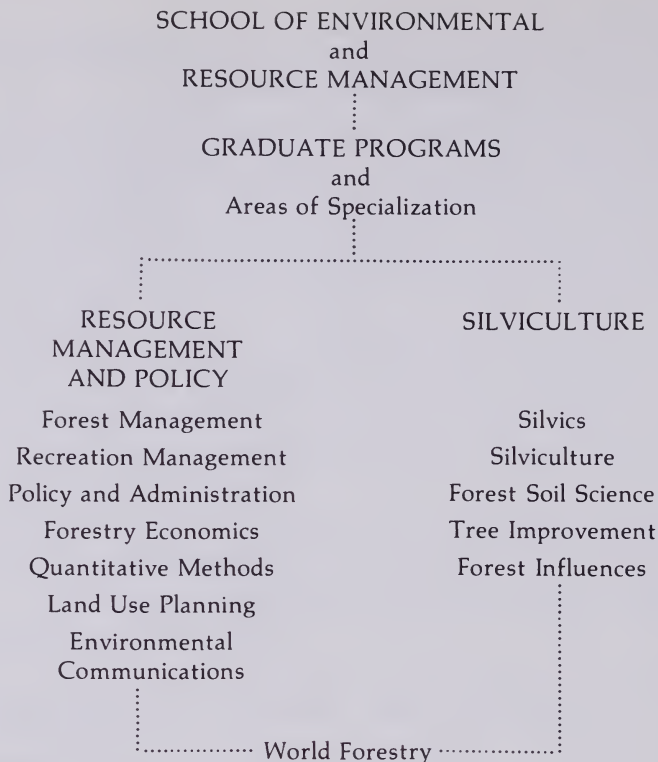 SCHOOL OF ENVIRONMENTAL
and
RESOURCE MANAGEMENT
GRADUATE PROGRAMS
and
Areas of Specialization
RESOURCE
MANAGEMENT
AND POLICY
Forest Management
Recreation Management
Policy and Administration
Forestry Economics
Quantitative Methods
Land Use Planning
Environmental
Communications
SILVICULTURE
Silvics
Silviculture
Forest Soil Science
Tree Improvement
Forest Influences
World Forestry